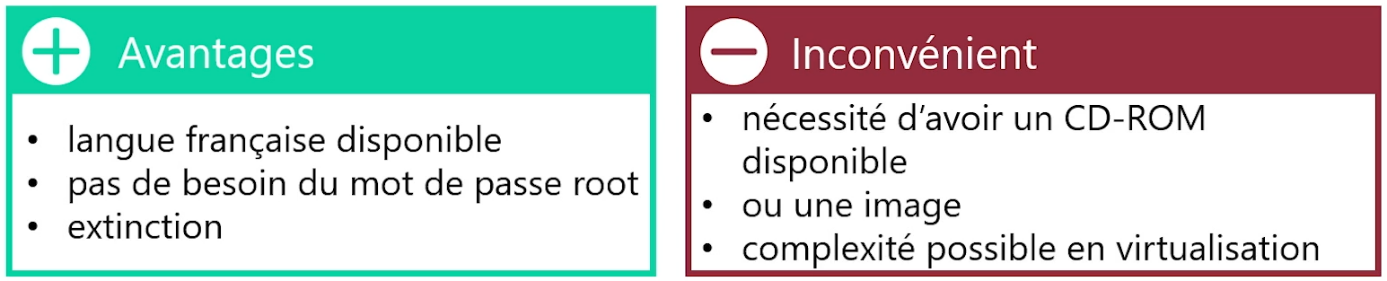 Avantages
• langue française disponible
• pas de besoin du mot de passe root
• extinction
Inconvénient
• nécessité d’avoir un CD-ROM
disponible
• ou une image
• complexité possible en virtualisation